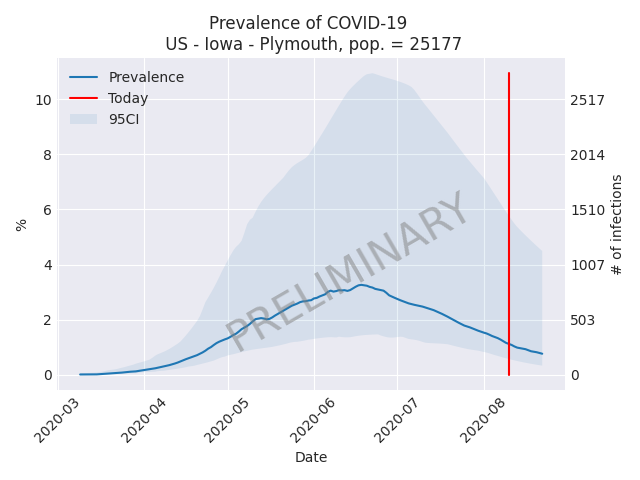 Prevalence of COVID-19
US - Iowa - Plymouth, pop. = 25177
Prevalence
Today
95CI
PRELIMINARY
%
10
8
6
4
2
0
2517
2014
1510
1007
503
0
# of infections
2020-03
2020-04
2020-05
2020-06
2020-07
2020-08
Date